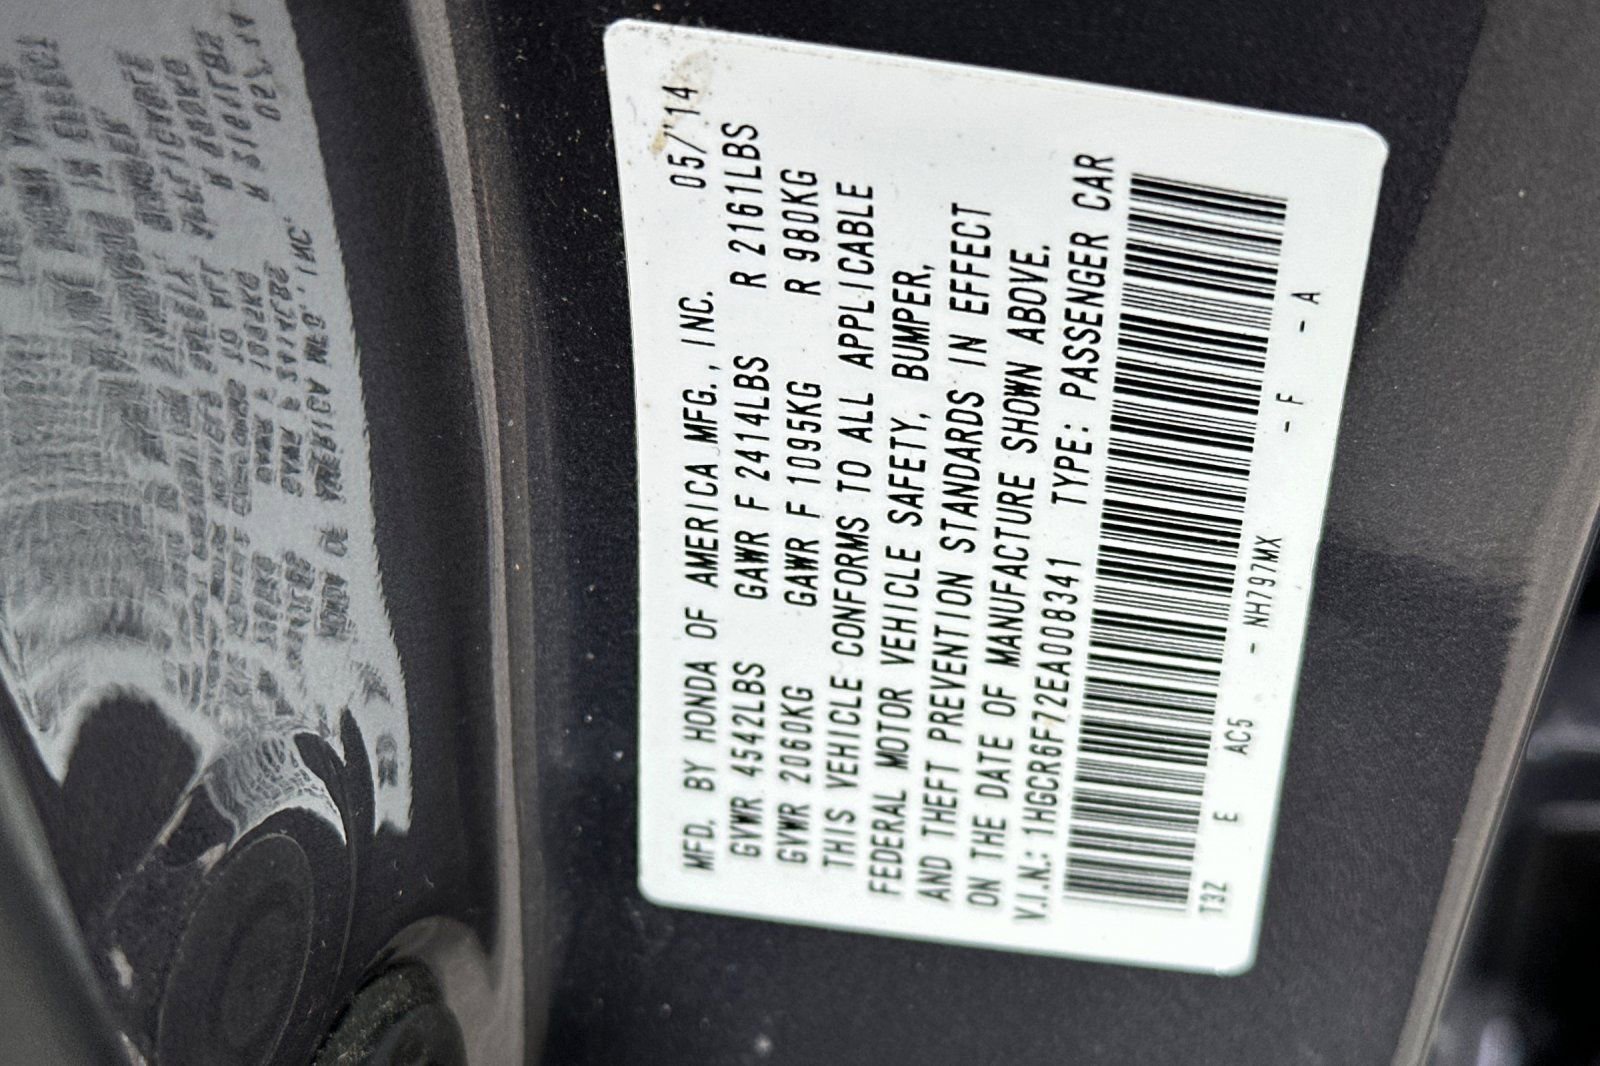 MFD. BY HONDA OF AMERICA MFG., INC. 05/'14
GVWR 4542LBS GAWR F 2414LBS R 2161LBS
GVWR 2060KG GAWR F 1095KG R 980KG
THIS VEHICLE CONFORMS TO ALL APPLICABLE
FEDERAL MOTOR VEHICLE SAFETY, BUMPER,
AND THEFT PREVENTION STANDARDS IN EFFECT
ON THE DATE OF MANUFACTURE SHOWN ABOVE.
V.I.N.: 1HGCR6F72EA008341 TYPE: PASSENGER CAR
T3Z E AC5 - NH797MX - F - A